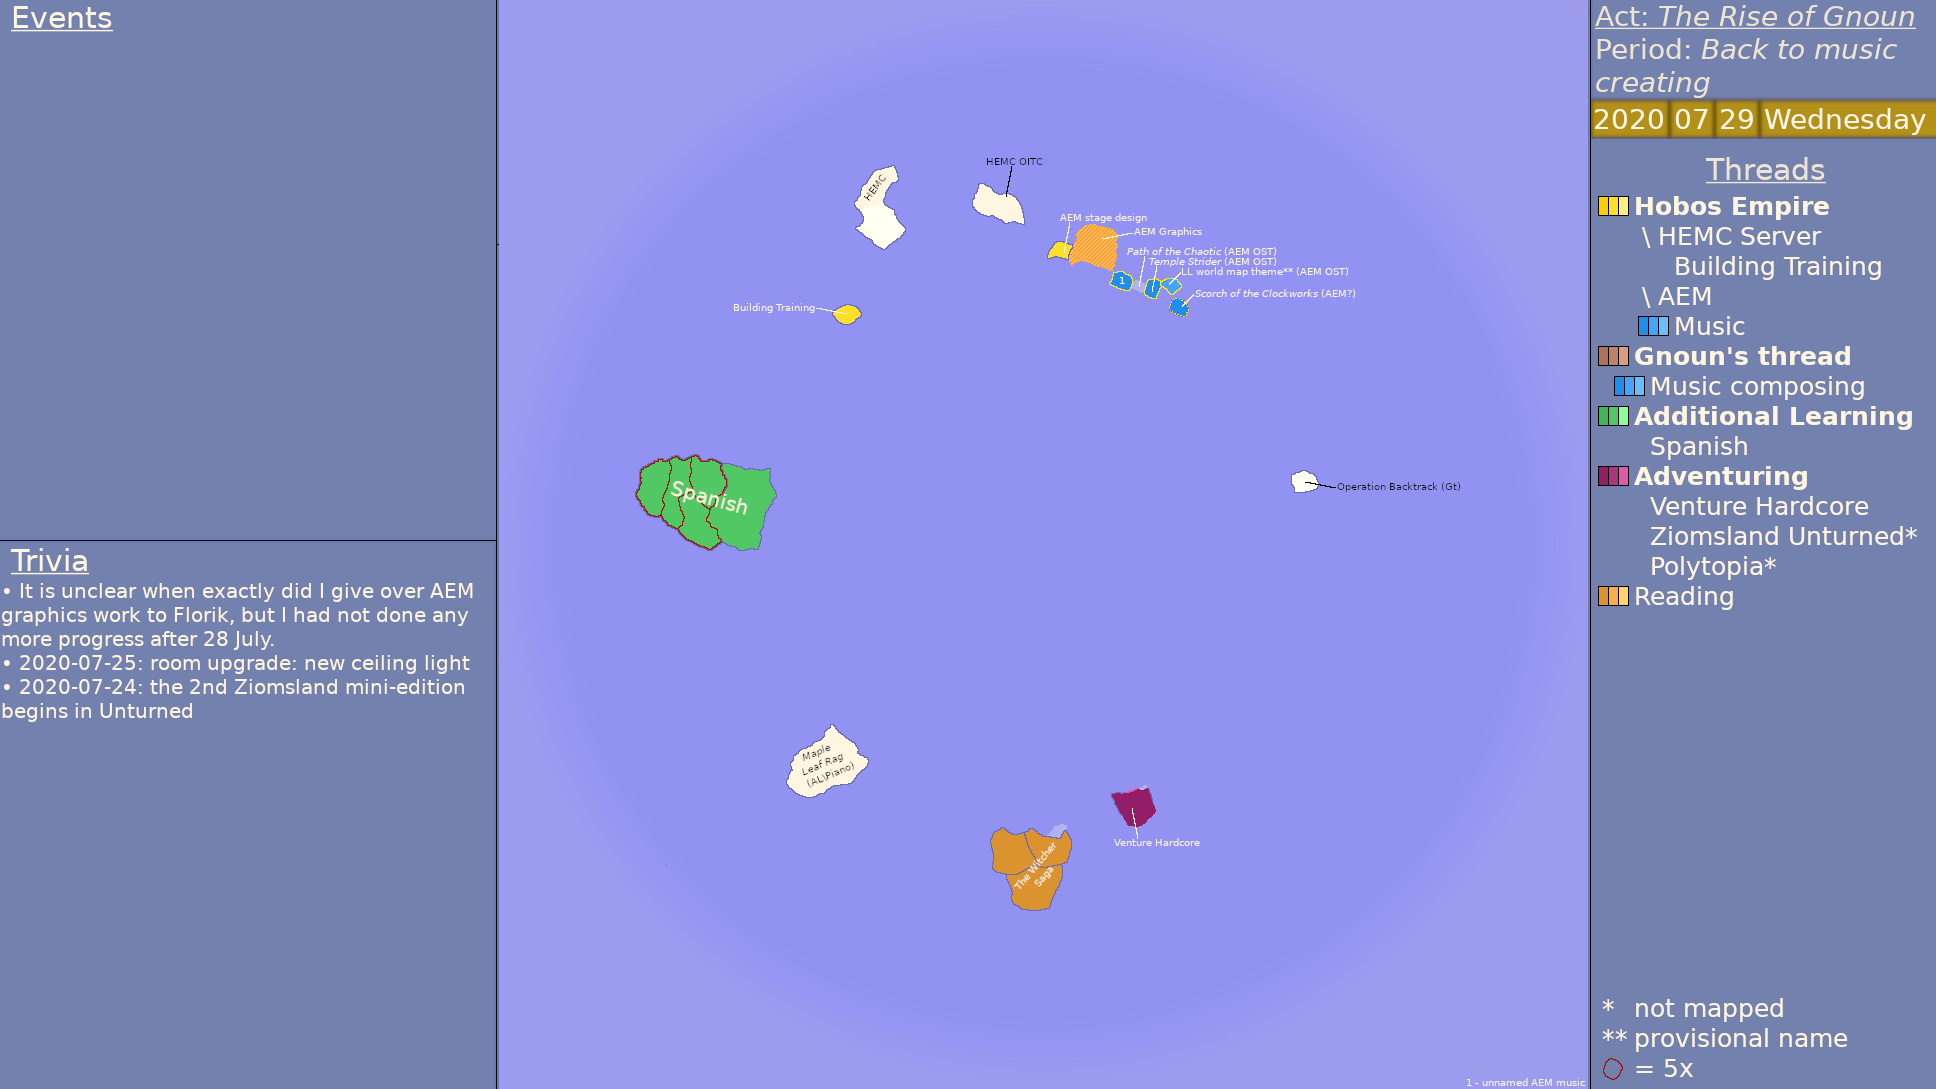 Events
Trivia
• It is unclear when exactly did I give over AEM
graphics work to Florik, but I had not done any
more progress after 28 July.
• 2020-07-25: room upgrade: new ceiling light
• 2020-07-24: the 2nd Ziomsland mini-edition
begins in Unturned
HEMC
HEMC OITC
AEM stage design
AEM Graphics
Path of the Chaotic (AEM OST)
Temple Strider (AEM OST)
LL world map theme** (AEM OST)
1
Scorch of the Clockworks (AEM?)
Building Training
Spanish
Operation Backtrack (Gt)
Maple
Leaf Rag
(AL\Piano)
The Witcher
Saga
Venture Hardcore
1 - unnamed AEM music
Act: The Rise of Gnoun
Period: Back to music
creating
2020 07 29 Wednesday
Threads
Hobos Empire
\ HEMC Server
Building Training
\ AEM
Music
Gnoun's thread
Music composing
Additional Learning
Spanish
Adventuring
Venture Hardcore
Ziomsland Unturned*
Polytopia*
Reading
* not mapped
** provisional name
= 5x